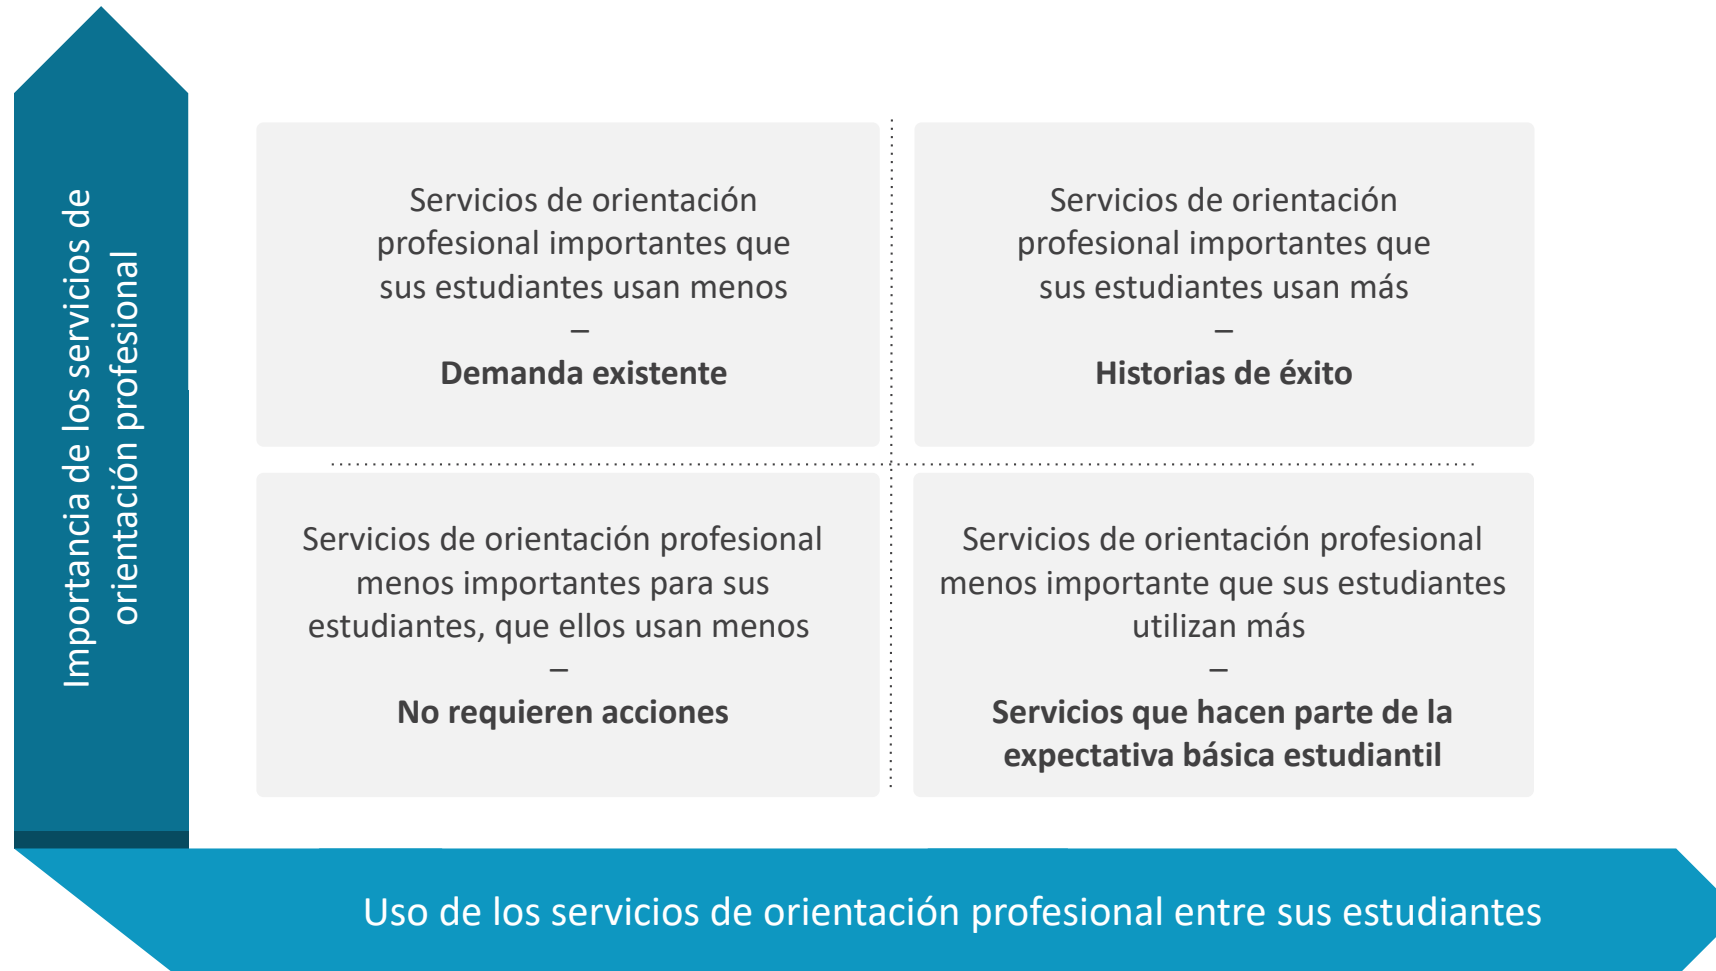 Importancia de los servicios de
orientación profesional
Servicios de orientación
profesional importantes que
sus estudiantes usan menos
–
Demanda existente
Servicios de orientación
profesional importantes que
sus estudiantes usan más
–
Historias de éxito
Servicios de orientación profesional
menos importantes para sus
estudiantes, que ellos usan menos
–
No requieren acciones
Servicios de orientación profesional
menos importante que sus estudiantes
utilizan más
–
Servicios que hacen parte de la
expectativa básica estudiantil
Uso de los servicios de orientación profesional entre sus estudiantes